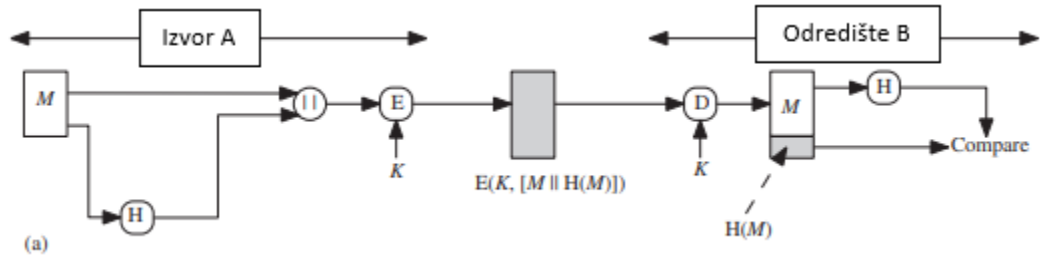 Izvor A
Odredište B
M
||
E
D
M
H
K
K
Compare
E(K, [M || H(M)])
H
H(M)
(a)